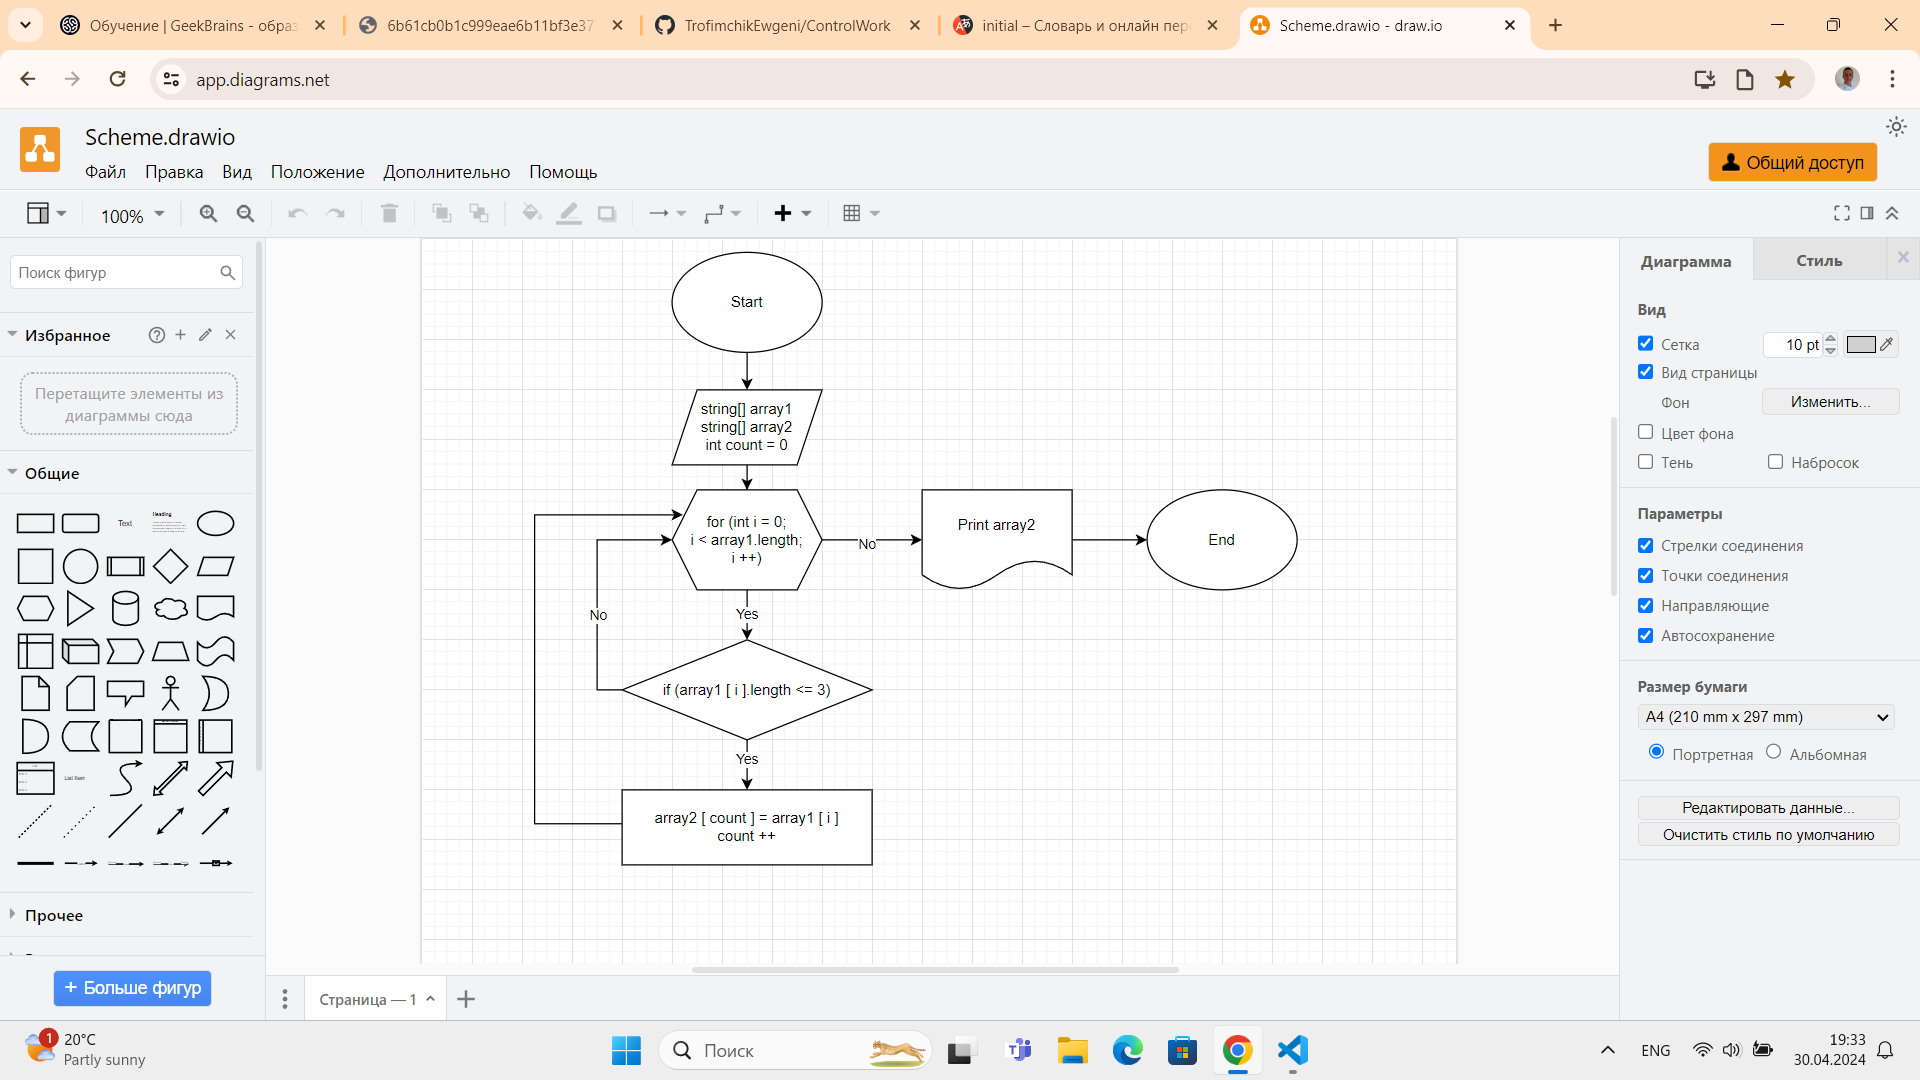 Обучение | GeekBrains - образ
6b61cb0b1c999eae6b11bf3e37
TrofimchikEwgeni/ControlWork
initial – Словарь и онлайн пер
Scheme.drawio - draw.io
app.diagrams.net
Scheme.drawio
Файл Правка Вид Положение Дополнительно Помощь
Общий доступ
100%
Поиск фигур
Избранное
Перетащите элементы из
диаграммы сюда
Общие
Text
Heading
List Item
Прочее
+ Больше фигур
Start
string[] array1
string[] array2
int count = 0
for (int i = 0;
i < array1.length;
i ++)
No
Print array2
End
No
Yes
if (array1 [ i ].length <= 3)
Yes
array2 [ count ] = array1 [ i ]
count ++
Диаграмма
Стиль
Вид
Сетка
10 pt
Вид страницы
Фон
Изменить...
Цвет фона
Тень
Набросок
Параметры
Стрелки соединения
Точки соединения
Направляющие
Автосохранение
Размер бумаги
A4 (210 mm x 297 mm)
Портретная
Альбомная
Редактировать данные...
Очистить стиль по умолчанию
Страница — 1
1
20°C
Partly sunny
Поиск
ENG
19:33
30.04.2024